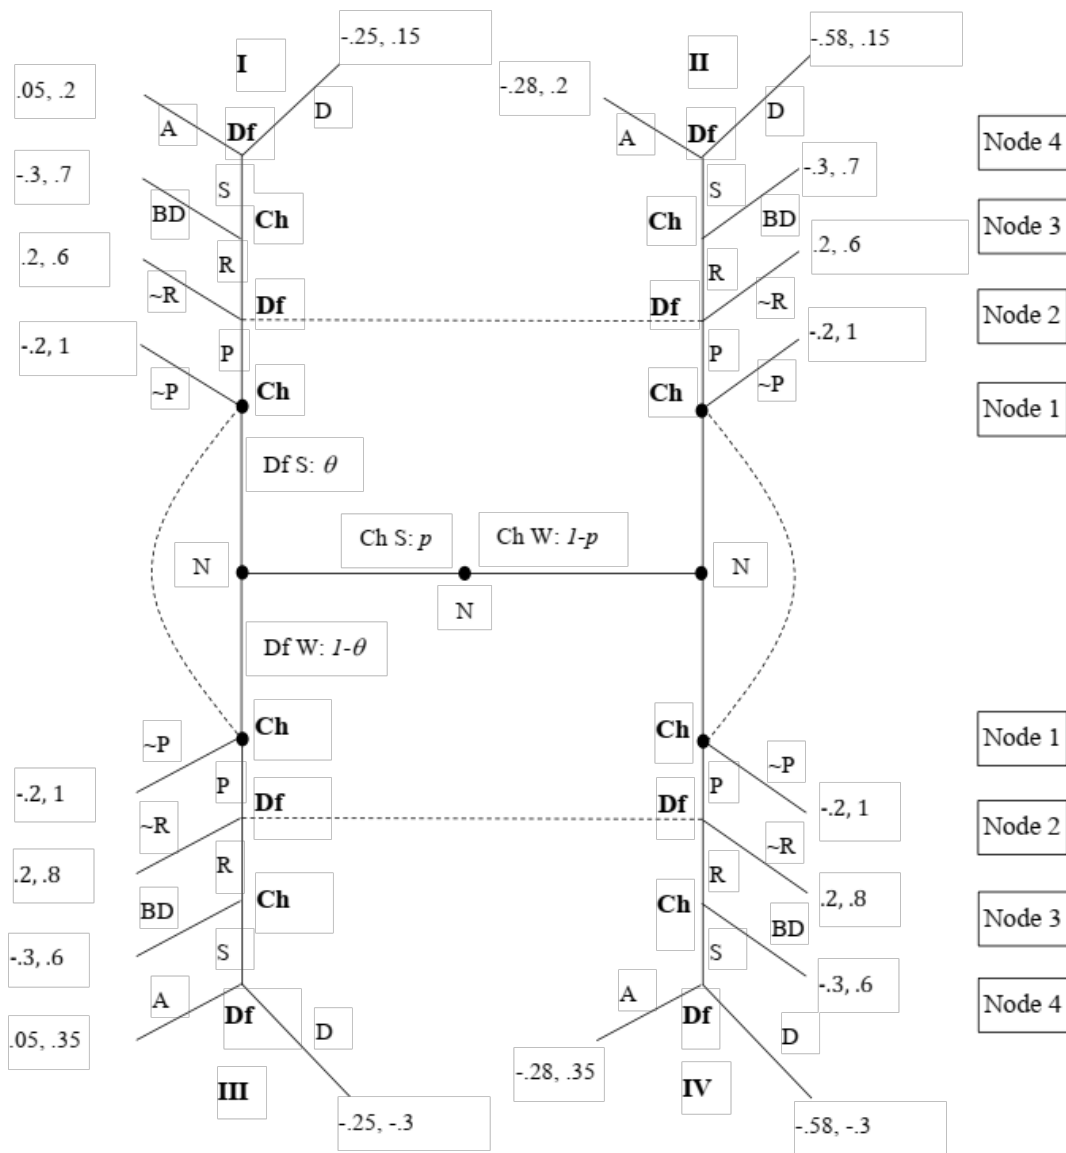 -.25, .15
-.58, .15
I
II
.05, .2
-.28, .2
A
Df
D
A
Df
D
Node 4
-.3, .7
S
-.3, .7
S
BD
Ch
Ch
BD
Node 3
.2, .6
R
R
.2, .6
~R
Df
Df
~R
Node 2
-.2, 1
P
P
-.2, 1
~P
Ch
Ch
~P
Node 1
Df S: θ
Ch S: p
Ch W: 1-p
N
N
N
Df W: 1-θ
~P
Ch
Ch
~P
Node 1
-.2, 1
P
P
-.2, 1
~R
Df
Df
~R
Node 2
.2, .8
R
R
.2, .8
BD
Ch
Ch
BD
Node 3
-.3, .6
S
S
-.3, .6
A
Df
D
A
Df
D
Node 4
.05, .35
-.28, .35
III
IV
-.25, -.3
-.58, -.3